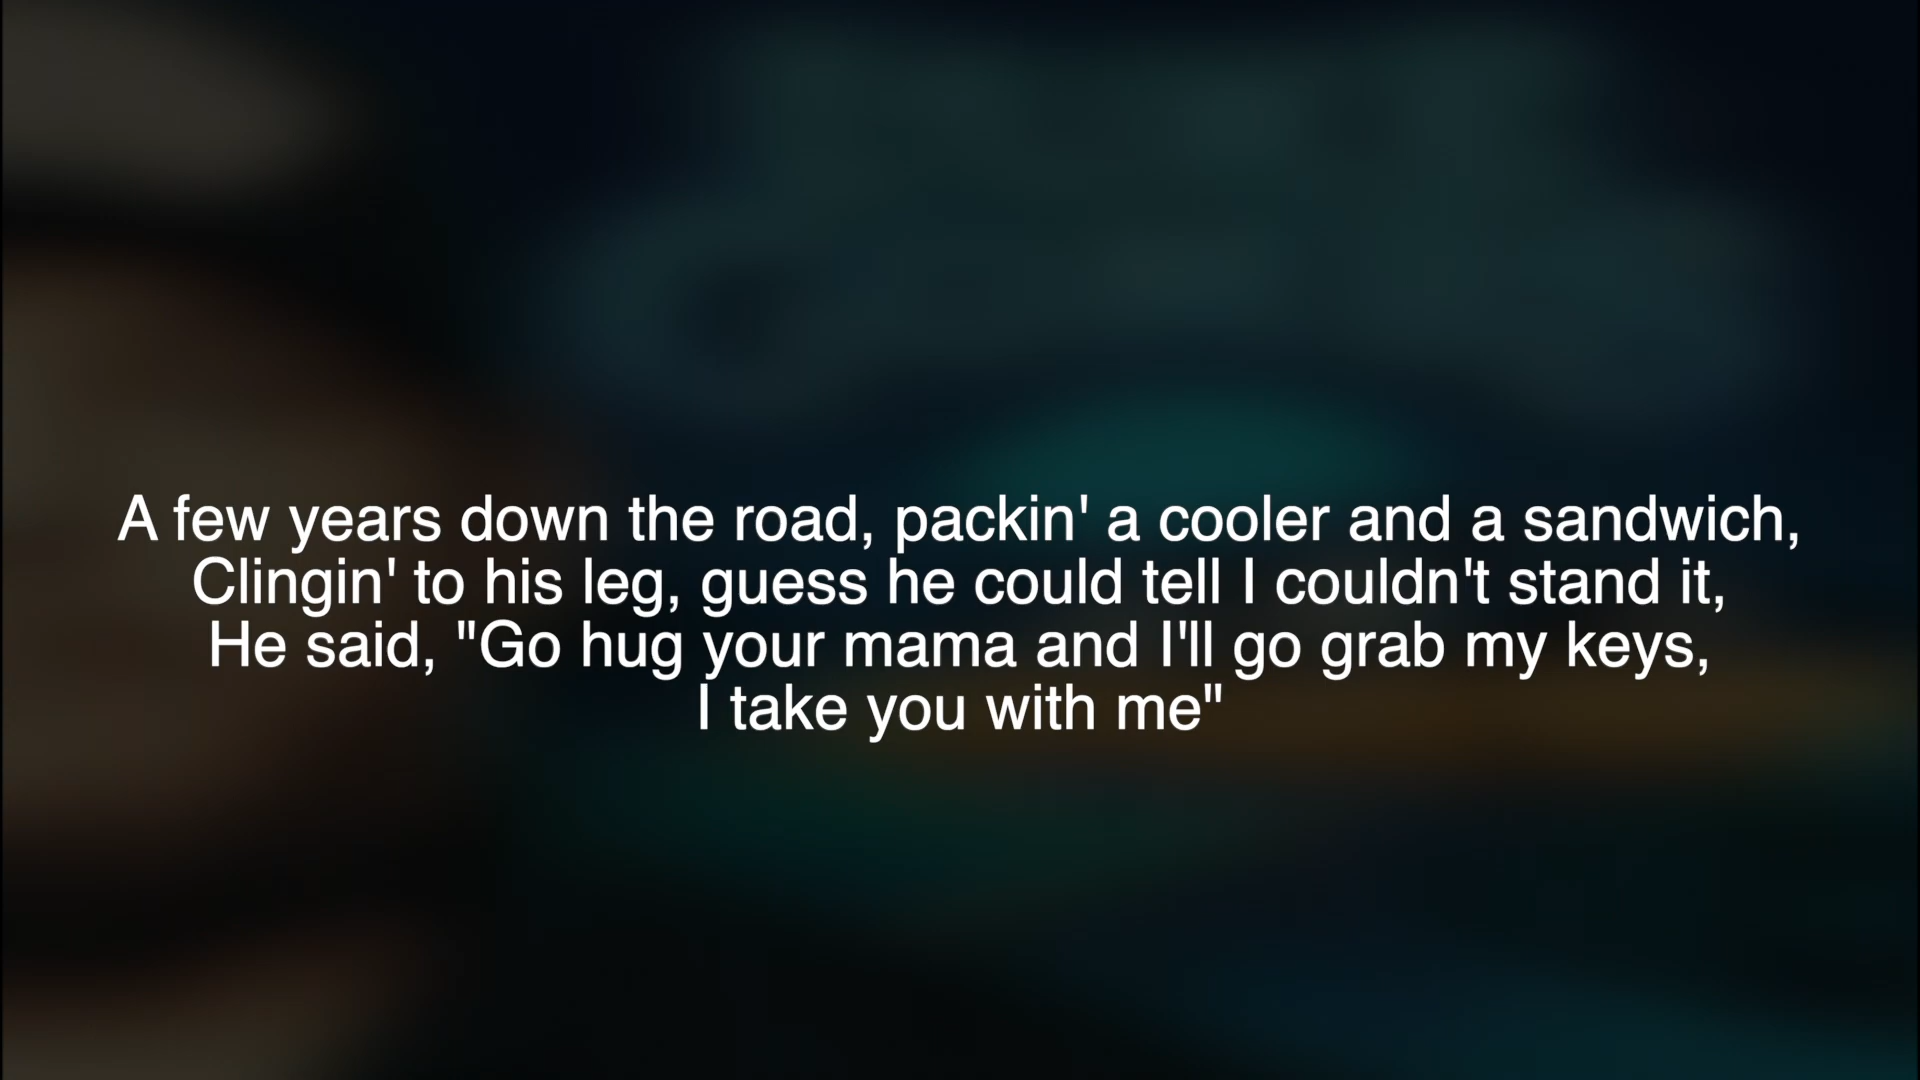 A few years down the road, packin' a cooler and a sandwich,
Clingin' to his leg, guess he could tell I couldn't stand it,
He said, "Go hug your mama and I'll go grab my keys,
I take you with me"